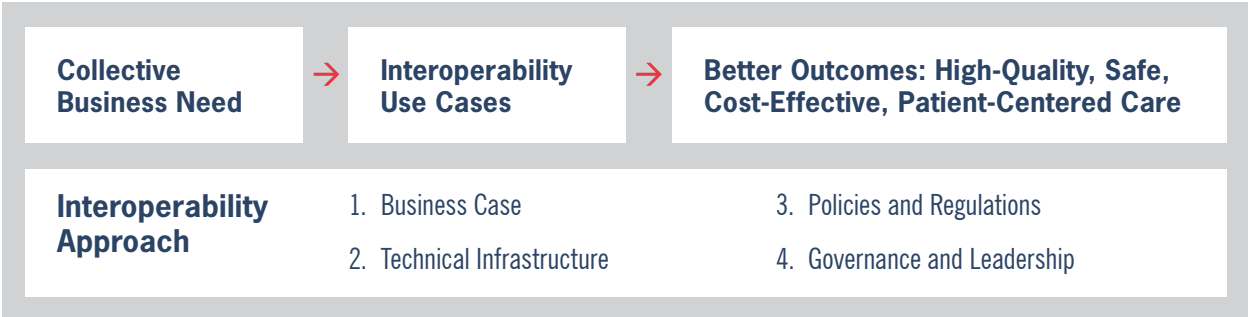 Collective
Business Need
→
Interoperability
Use Cases
→
Better Outcomes: High-Quality, Safe,
Cost-Effective, Patient-Centered Care
Interoperability
Approach
1. Business Case
2. Technical Infrastructure
3. Policies and Regulations
4. Governance and Leadership